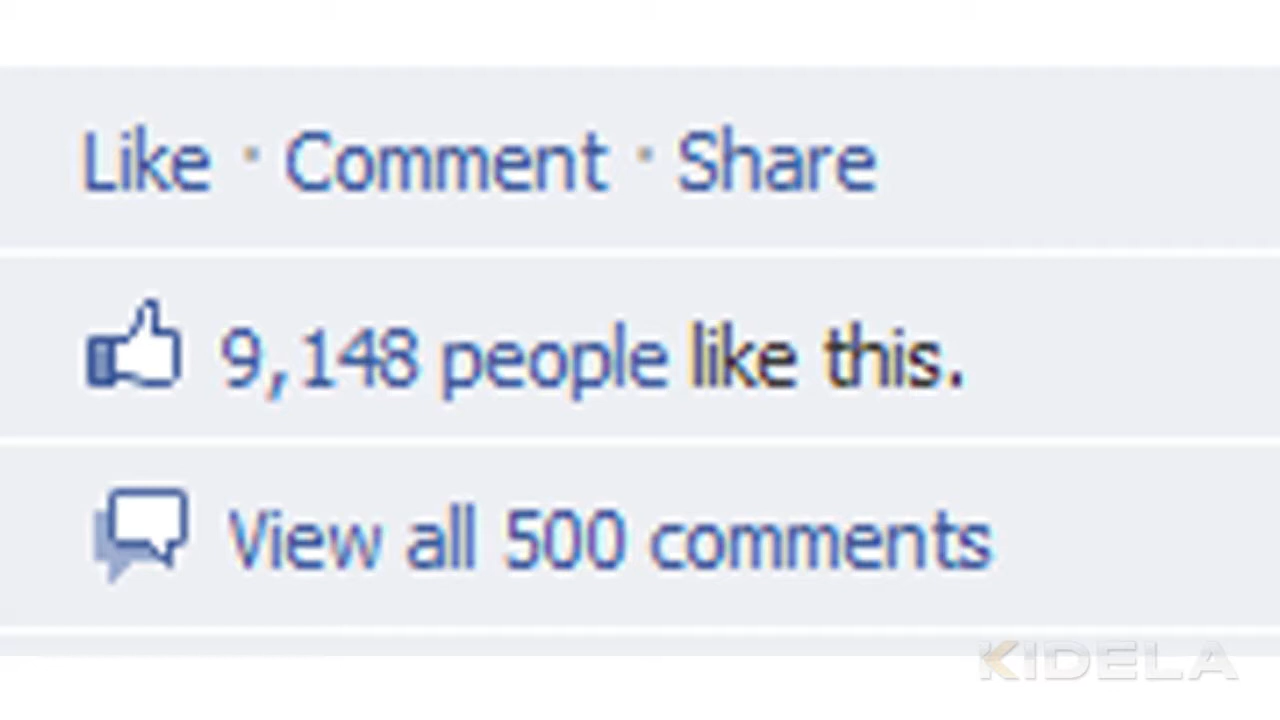 Like · Comment · Share
9,148 people like this.
View all 500 comments
KIDELA